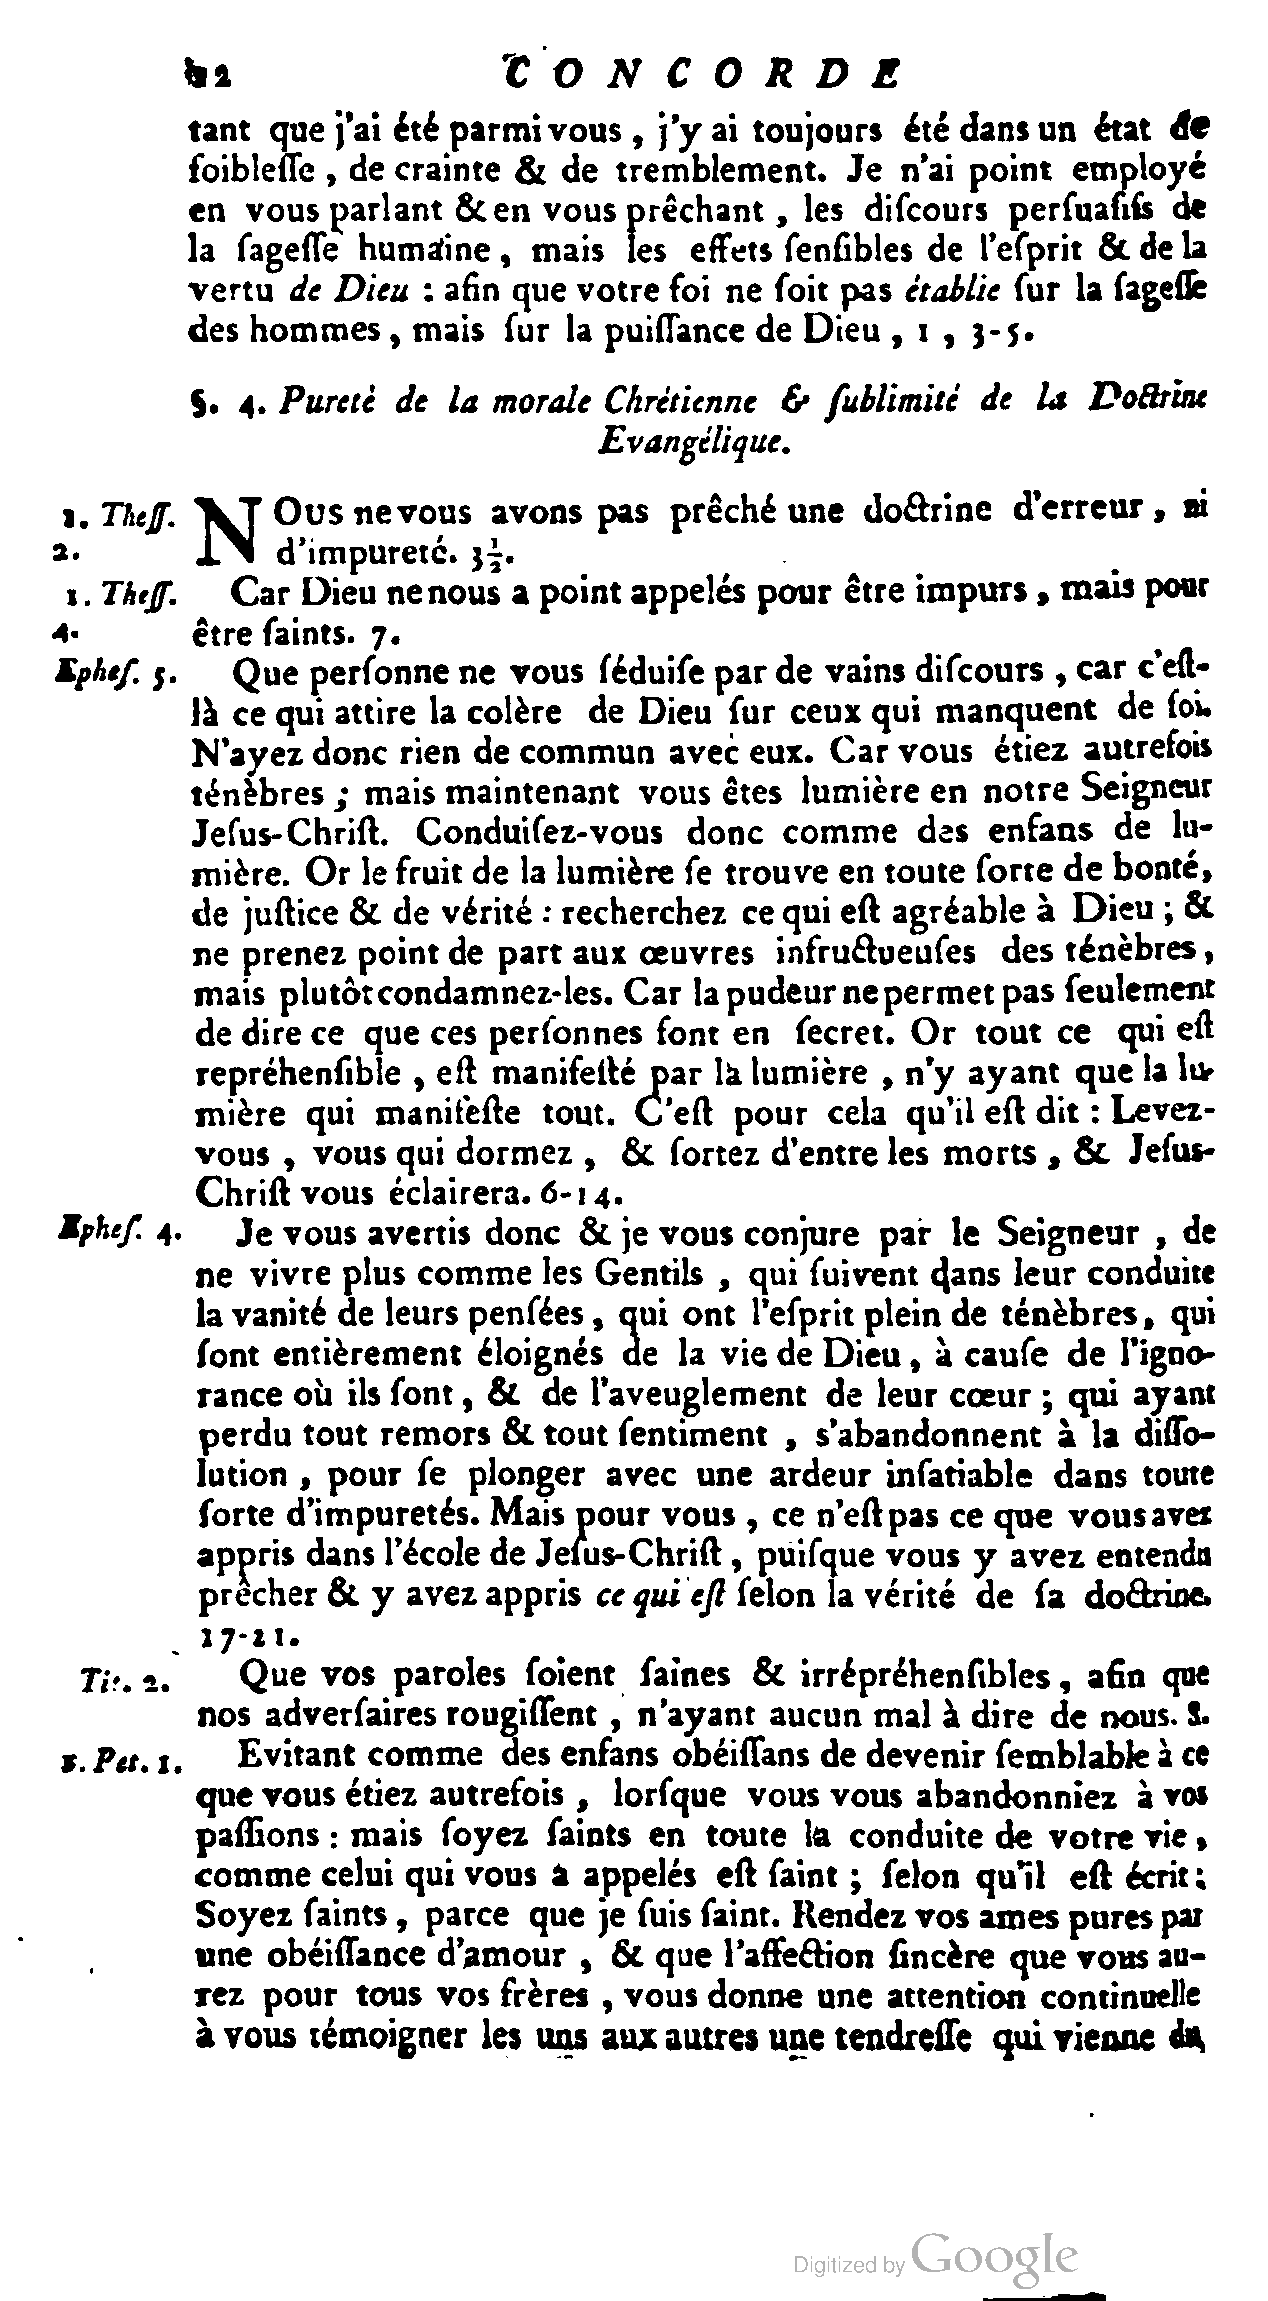 C O N C O R D E
tant que j'ai été parmi vous, j'y ai toujours été dans un état de
foibleſſe, de crainte & de tremblement. Je n'ai point employé
en vous parlant & en vous prêchant, les diſcours perſuaſifs de
la ſageſſe humaine, mais les effets ſenſibles de l'eſprit & de la
vertu de Dieu : afin que votre foi ne ſoit pas établie ſur la ſageſſe
des hommes, mais ſur la puiſſance de Dieu, 1, 3-5.
§. 4. Pureté de la morale Chrétienne & ſublimité de la Doctrine
Evangélique.
1. Theſſ. NOUS ne vous avons pas prêché une doctrine d'erreur, ni
2. d'impureté. 3½.
1. Theſſ. Car Dieu ne nous a point appelés pour être impurs, mais pour
4. être ſaints. 7.
Epheſ. 5. Que perſonne ne vous ſéduiſe par de vains diſcours, car c'eſt-
là ce qui attire la colère de Dieu ſur ceux qui manquent de foi.
N'ayez donc rien de commun avec eux. Car vous étiez autrefois
ténèbres ; mais maintenant vous êtes lumière en notre Seigneur
Jeſus-Chriſt. Conduiſez-vous donc comme des enfans de lu-
mière. Or le fruit de la lumière ſe trouve en toute ſorte de bonté,
de juſtice & de vérité : recherchez ce qui eſt agréable à Dieu ; &
ne prenez point de part aux œuvres infructueuſes des ténèbres,
mais plutôt condamnez-les. Car la pudeur ne permet pas ſeulement
de dire ce que ces perſonnes font en ſecret. Or tout ce qui eſt
repréhenſible, eſt manifeſté par la lumière, n'y ayant que la lu-
mière qui manifeſte tout. C'eſt pour cela qu'il eſt dit : Levez-
vous, vous qui dormez, & ſortez d'entre les morts, & Jeſus-
Chriſt vous éclairera. 6-14.
Epheſ. 4. Je vous avertis donc & je vous conjure par le Seigneur, de
ne vivre plus comme les Gentils, qui ſuivent dans leur conduite
la vanité de leurs penſées, qui ont l'eſprit plein de ténèbres, qui
ſont entièrement éloignés de la vie de Dieu, à cauſe de l'igno-
rance où ils ſont, & de l'aveuglement de leur cœur ; qui ayant
perdu tout remors & tout ſentiment, s'abandonnent à la diſſo-
lution, pour ſe plonger avec une ardeur inſatiable dans toute
ſorte d'impuretés. Mais pour vous, ce n'eſt pas ce que vous avez
appris dans l'école de Jeſus-Chriſt, puiſque vous y avez entendu
prêcher & y avez appris ce qui eſt ſelon la vérité de ſa doctrine.
17-21.
Tit. 2. Que vos paroles ſoient ſaines & irrépréhenſibles, afin que
nos adverſaires rougiſſent, n'ayant aucun mal à dire de nous. 8.
1. Pet. 1. Evitant comme des enfans obéiſſans de devenir ſemblable à ce
que vous étiez autrefois, lorſque vous vous abandonniez à vos
paſſions : mais ſoyez ſaints en toute la conduite de votre vie,
comme celui qui vous a appelés eſt ſaint ; ſelon qu'il eſt écrit :
Soyez ſaints, parce que je ſuis ſaint. Rendez vos ames pures par
une obéiſſance d'amour, & que l'affection ſincère que vous au-
rez pour tous vos frères, vous donne une attention continuelle
à vous témoigner les uns aux autres une tendreſſe qui vienne du
Digitized by Google